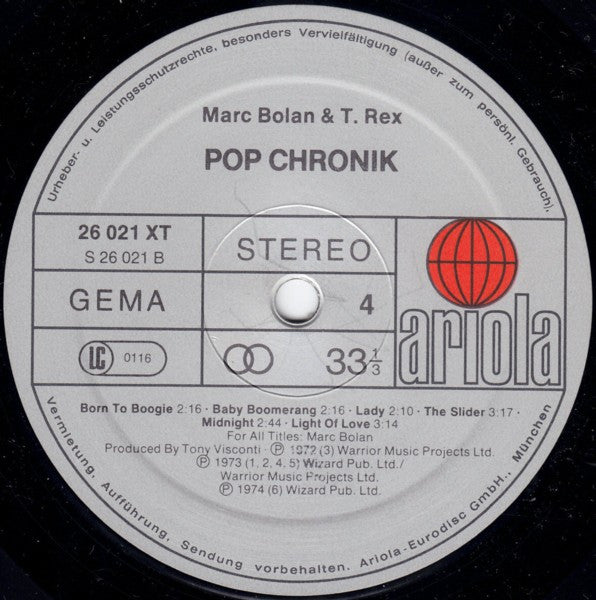 Urheber- u. Leistungsschutzrechte, besonders Vervielfältigung (außer zum persönl. Gebrauch),
Marc Bolan & T. Rex
POP CHRONIK
26 021 XT
S 26 021 B
STEREO
GEMA
4
LC 0116
33 1/3
ariola
Born To Boogie 2:16 · Baby Boomerang 2:16 · Lady 2:10 · The Slider 3:17 ·
Midnight 2:44 · Light Of Love 3:14
For All Titles: Marc Bolan
Produced By Tony Visconti · Ⓟ 1972 (3) Warrior Music Projects Ltd.
Ⓟ 1973 (1, 2, 4, 5) Wizard Pub. Ltd./
Warrior Music Projects Ltd.
Ⓟ 1974 (6) Wizard Pub. Ltd.
Vermietung, Aufführung, Sendung vorbehalten. Ariola-Eurodisc GmbH., München